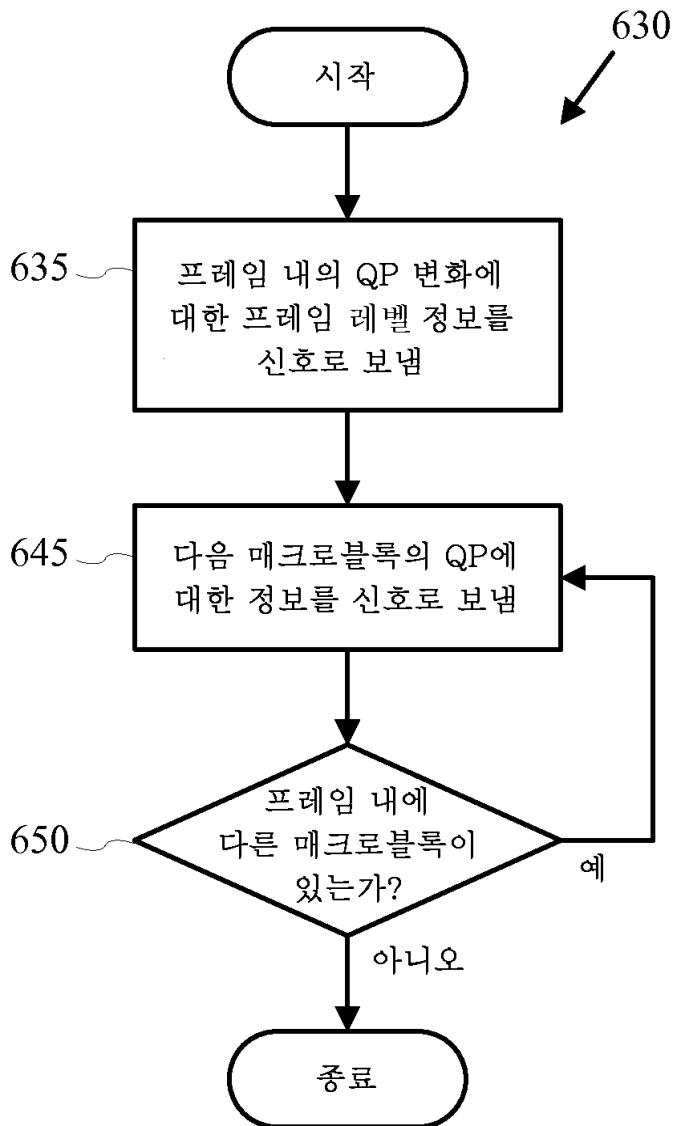 630
시작
635
프레임 내의 QP 변화에
대한 프레임 레벨 정보를
신호로 보냄
645
다음 매크로블록의 QP에
대한 정보를 신호로 보냄
650
프레임 내에
다른 매크로블록이
있는가?
예
아니오
종료